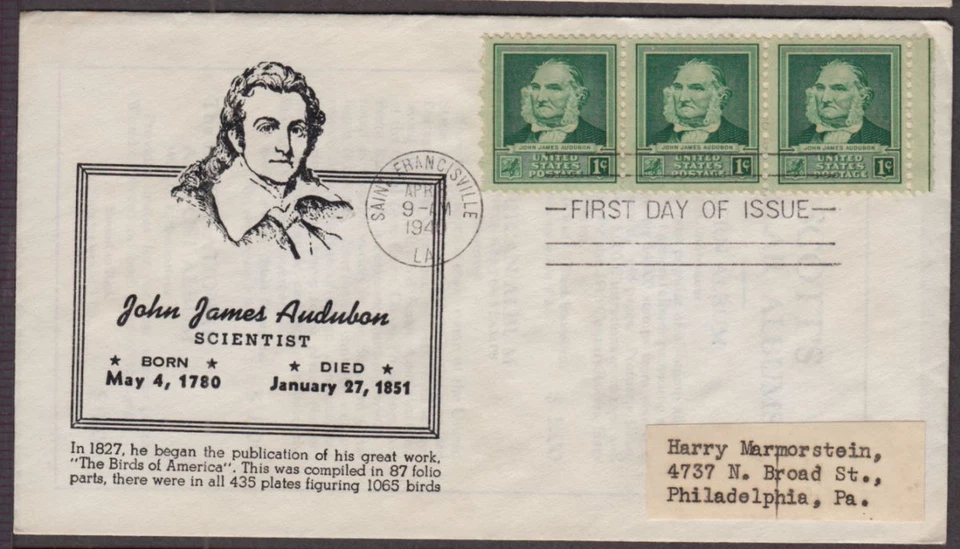 John James Audubon
SCIENTIST
★ BORN ★
May 4, 1780
★ DIED ★
January 27, 1851
In 1827, he began the publication of his great work,
"The Birds of America". This was compiled in 87 folio
parts, there were in all 435 plates figuring 1065 birds
SAINT FRANCISVILLE
APR
9-AM
1940
LA
JOHN JAMES AUDUBON
UNITED
STATES
POSTAGE 1¢
JOHN JAMES AUDUBON
UNITED
STATES
POSTAGE 1¢
JOHN JAMES AUDUBON
UNITED
STATES
POSTAGE 1¢
FIRST DAY OF ISSUE
Harry Marmorstein,
4737 N. Broad St.,
Philadelphia, Pa.